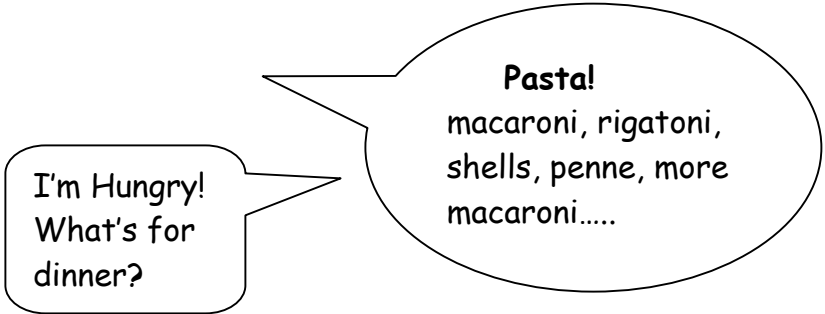 I'm Hungry!
What's for
dinner?
Pasta!
macaroni, rigatoni,
shells, penne, more
macaroni…..